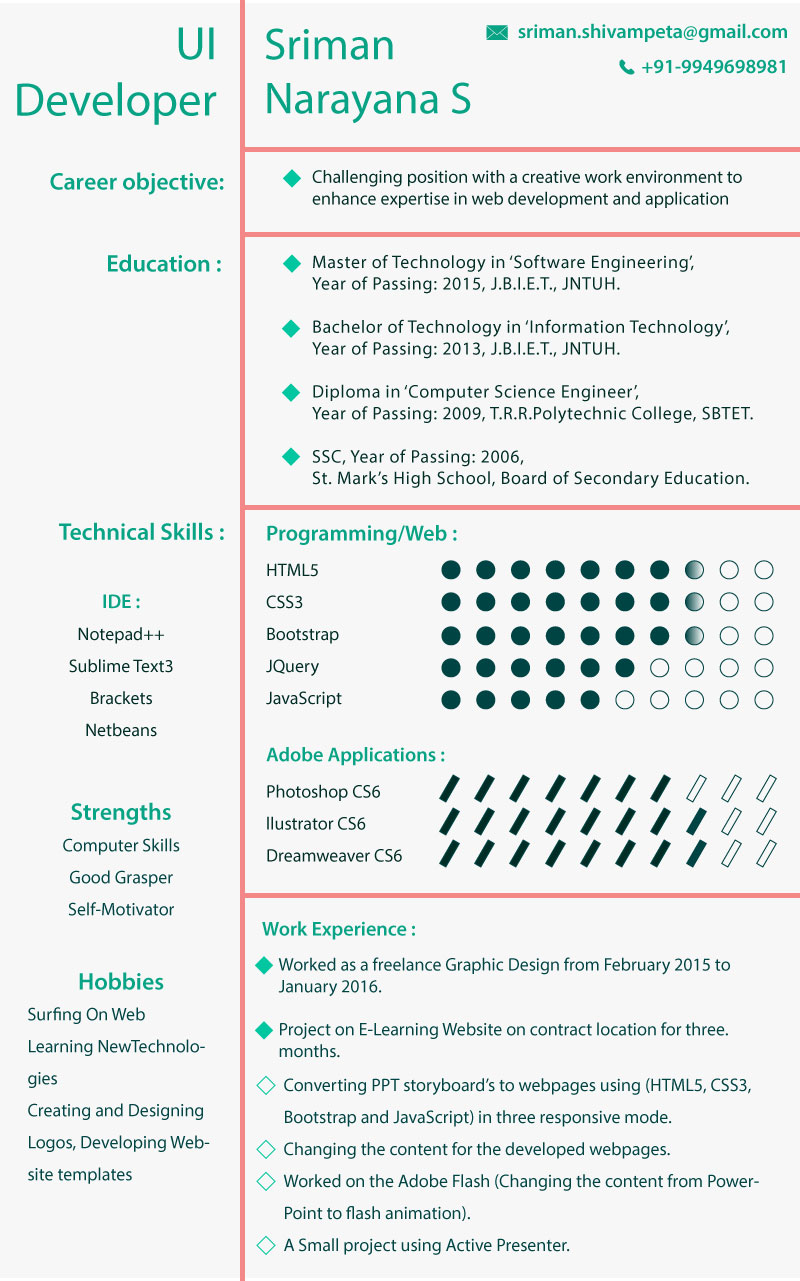 UI
Developer
Sriman
Narayana S
sriman.shivampeta@gmail.com
+91-9949698981
Career objective:
Challenging position with a creative work environment to
enhance expertise in web development and application
Education :
Master of Technology in ‘Software Engineering’,
Year of Passing: 2015, J.B.I.E.T., JNTUH.
Bachelor of Technology in ‘Information Technology’,
Year of Passing: 2013, J.B.I.E.T., JNTUH.
Diploma in ‘Computer Science Engineer’,
Year of Passing: 2009, T.R.R.Polytechnic College, SBTET.
SSC, Year of Passing: 2006,
St. Mark’s High School, Board of Secondary Education.
Technical Skills :
IDE :
Notepad++
Sublime Text3
Brackets
Netbeans
Strengths
Computer Skills
Good Grasper
Self-Motivator
Hobbies
Surfing On Web
Learning NewTechnolo-
gies
Creating and Designing
Logos, Developing Web-
site templates
Programming/Web :
HTML5
CSS3
Bootstrap
JQuery
JavaScript
Adobe Applications :
Photoshop CS6
llustrator CS6
Dreamweaver CS6
Work Experience :
Worked as a freelance Graphic Design from February 2015 to
January 2016.
Project on E-Learning Website on contract location for three.
months.
Converting PPT storyboard’s to webpages using (HTML5, CSS3,
Bootstrap and JavaScript) in three responsive mode.
Changing the content for the developed webpages.
Worked on the Adobe Flash (Changing the content from Power-
Point to flash animation).
A Small project using Active Presenter.